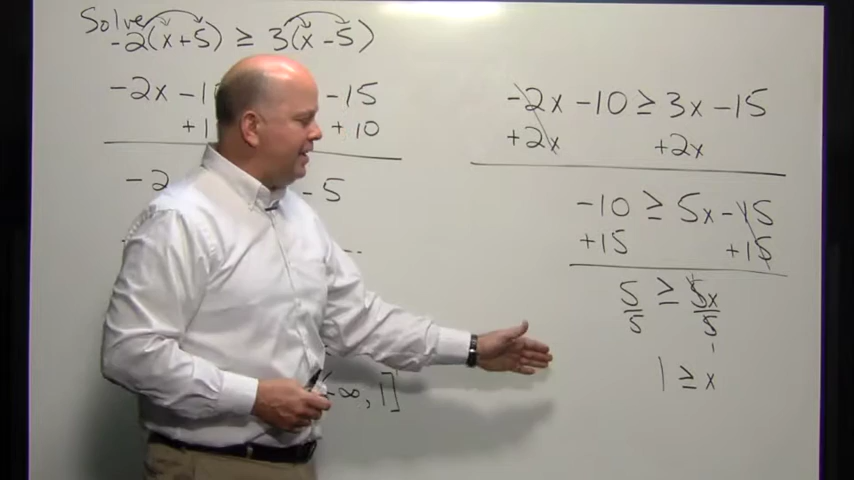 Solve
-2(x+5) ≥ 3(x-5)
-2x -1 -15
+1 +10
-2 -5
-∞, 1]
-2x -10 ≥ 3x -15
+2x +2x
-10 ≥ 5x -15
+15 +15
5 ≥ 5x
5 5
1
1 ≥ x